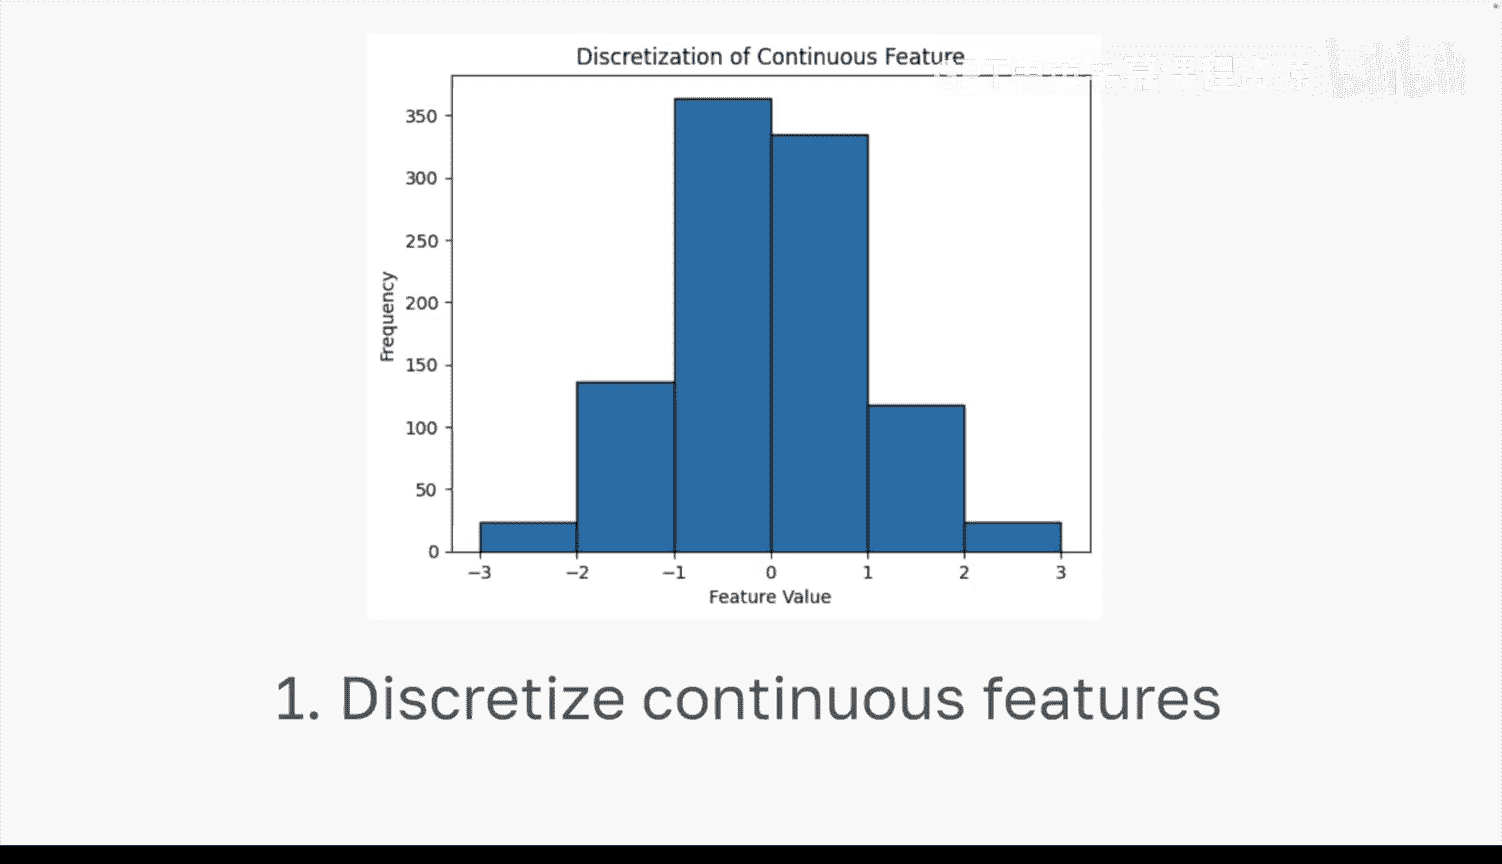 Discretization of Continuous Feature
350
300
250
200
150
100
50
0
Frequency
−3 −2 −1 0 1 2 3
Feature Value
1. Discretize continuous features
bilibili